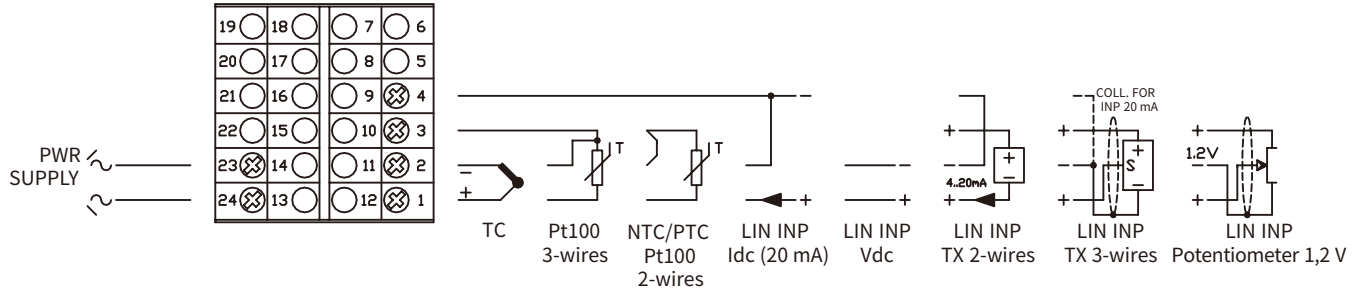 19 18 7 6
20 17 8 5
21 16 9 4
22 15 10 3
23 14 11 2
24 13 12 1
PWR
SUPPLY
−
+
TC
T
Pt100
3-wires
T
NTC/PTC
Pt100
2-wires
−
−
+
LIN INP
Idc (20 mA)
−
+
LIN INP
Vdc
+
−
4..20mA
+
+
−
LIN INP
TX 2-wires
COLL. FOR
INP 20 mA
+
−
+
+
S
−
LIN INP
TX 3-wires
+
1.2V
−
+
LIN INP
Potentiometer 1,2 V